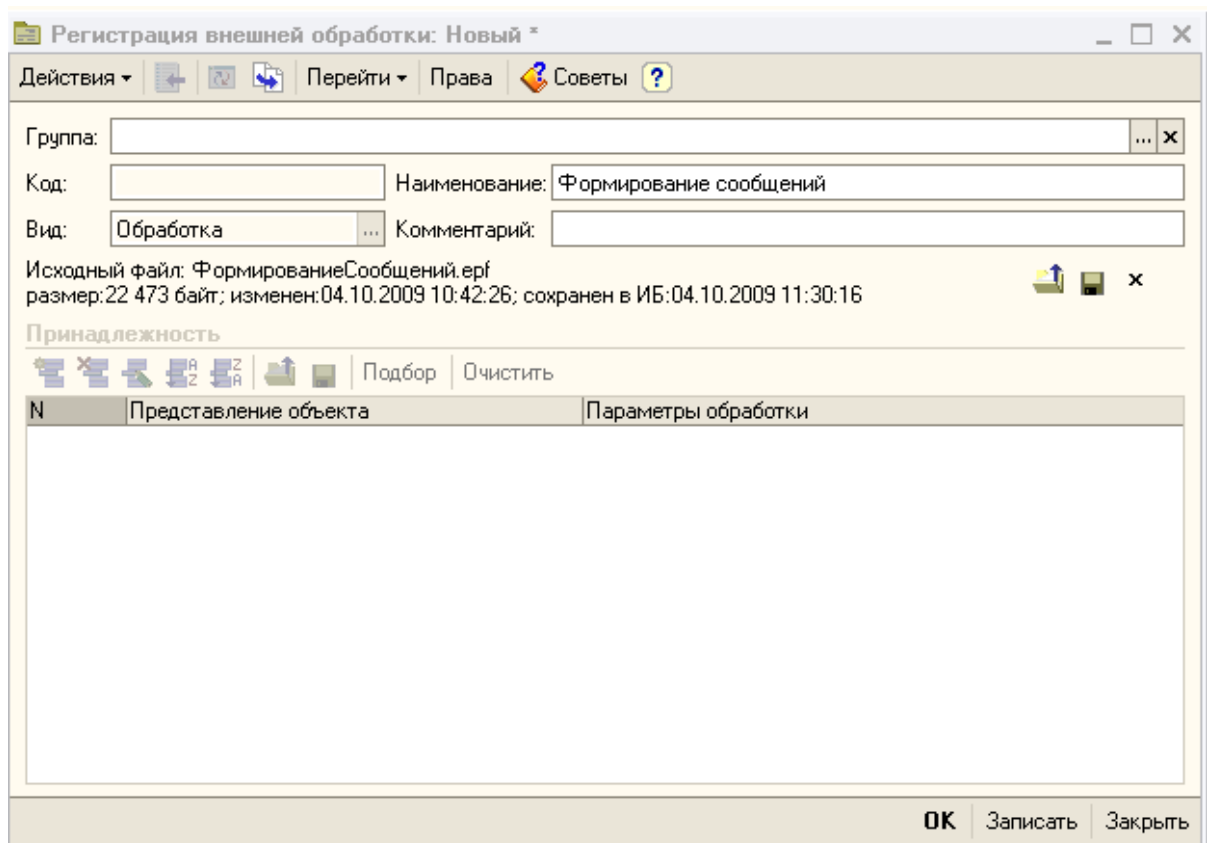 Регистрация внешней обработки: Новый *
Действия Перейти Права Советы ?
Группа: ... x
Код: Наименование: Формирование сообщений
Вид: Обработка ... Комментарий:
Исходный файл: ФормированиеСообщений.epf
размер:22 473 байт; изменен:04.10.2009 10:42:26; сохранен в ИБ:04.10.2009 11:30:16
Принадлежность
Подбор Очистить
N Представление объекта Параметры обработки
OK Записать Закрыть